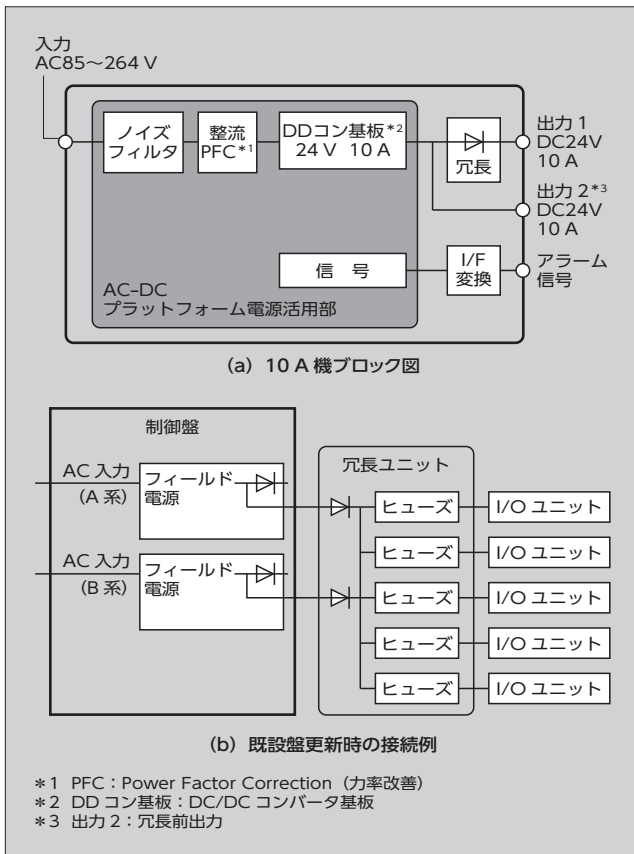 入力
AC85～264 V
ノイズ
フィルタ
整流
PFC*1
DDコン基板*2
24 V 10 A
冗長
出力 1
DC24V
10 A
出力 2*3
DC24V
10 A
信 号
I/F
変換
アラーム
信号
AC-DC
プラットフォーム電源活用部
(a) 10 A 機ブロック図
制御盤
冗長ユニット
AC 入力
(A 系)
フィールド
電源
ヒューズ
I/O ユニット
ヒューズ
I/O ユニット
AC 入力
(B 系)
フィールド
電源
ヒューズ
I/O ユニット
ヒューズ
I/O ユニット
ヒューズ
I/O ユニット
(b) 既設盤更新時の接続例
*1 PFC：Power Factor Correction（力率改善）
*2 DD コン基板：DC/DC コンバータ基板
*3 出力 2：冗長前出力